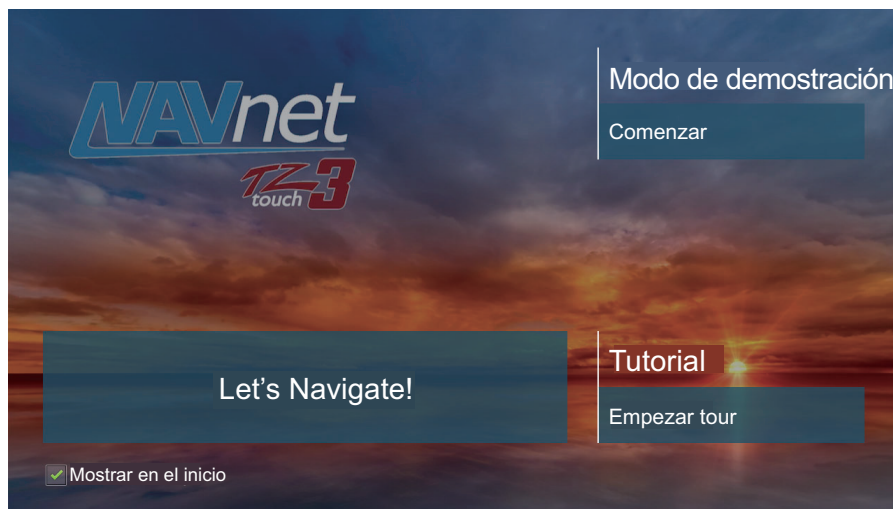 NAVnet
TZ
touch 3
Modo de demostración
Comenzar
Let's Navigate!
Tutorial
Empezar tour
Mostrar en el inicio